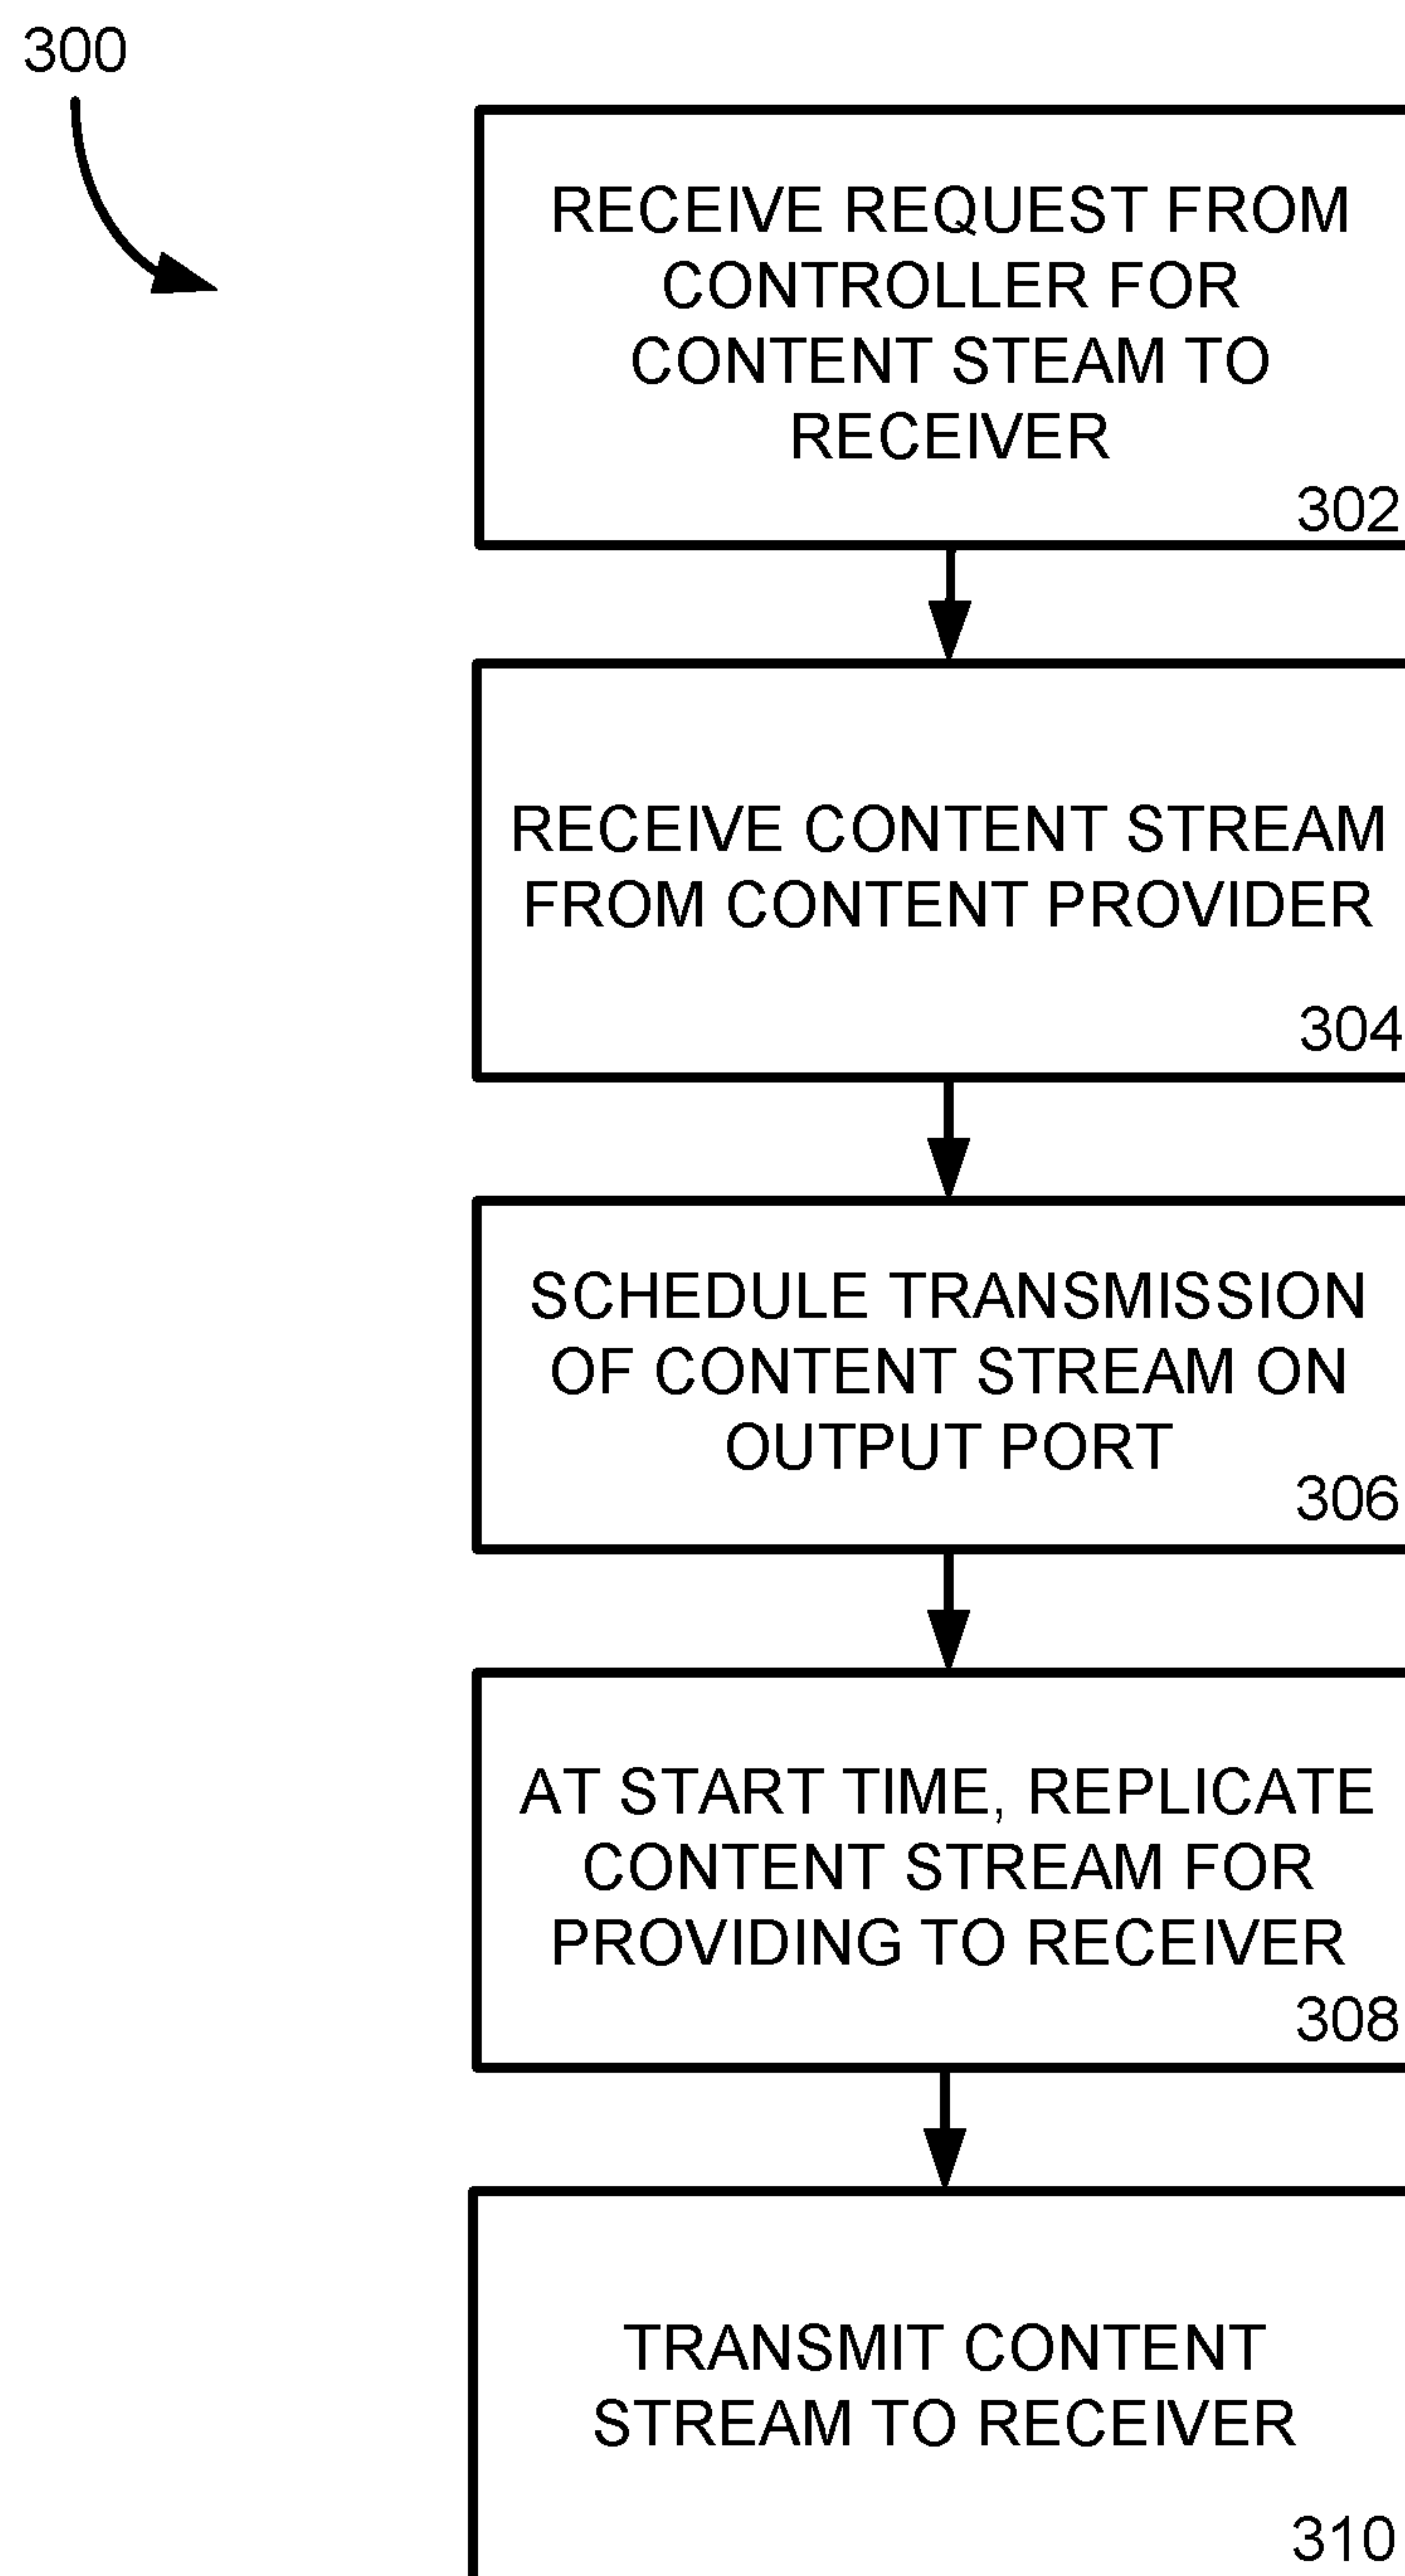 300
RECEIVE REQUEST FROM
CONTROLLER FOR
CONTENT STEAM TO
RECEIVER
302
RECEIVE CONTENT STREAM
FROM CONTENT PROVIDER
304
SCHEDULE TRANSMISSION
OF CONTENT STREAM ON
OUTPUT PORT
306
AT START TIME, REPLICATE
CONTENT STREAM FOR
PROVIDING TO RECEIVER
308
TRANSMIT CONTENT
STREAM TO RECEIVER
310